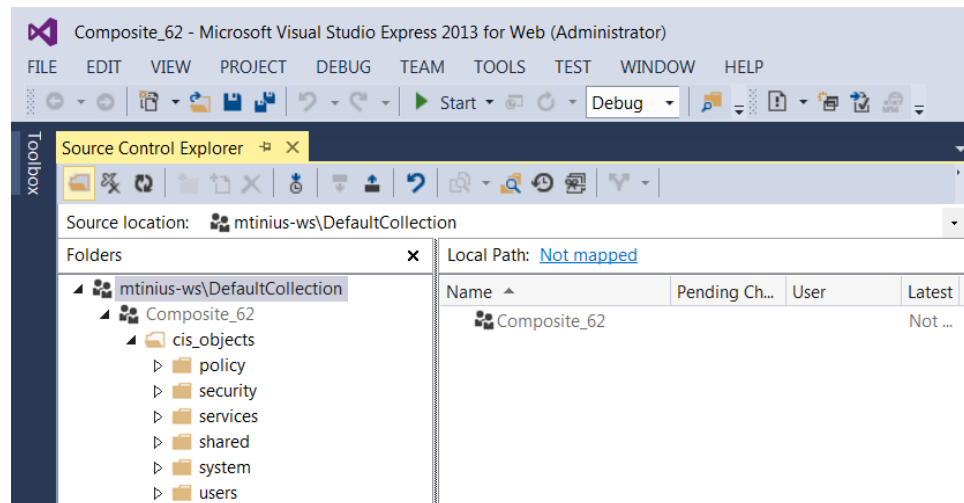 Composite_62 - Microsoft Visual Studio Express 2013 for Web (Administrator)
FILE EDIT VIEW PROJECT DEBUG TEAM TOOLS TEST WINDOW HELP
Start Debug
Toolbox
Source Control Explorer
Source location: mtinius-ws\DefaultCollection
Folders
Local Path: Not mapped
mtinius-ws\DefaultCollection
Name Pending Ch... User Latest
Composite_62
Composite_62 Not ...
cis_objects
policy
security
services
shared
system
users